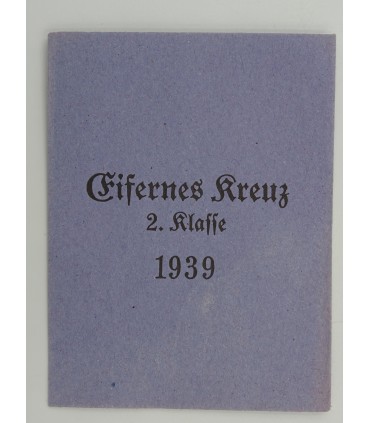 Eiſernes Kreuz
2. Klaſſe
1939